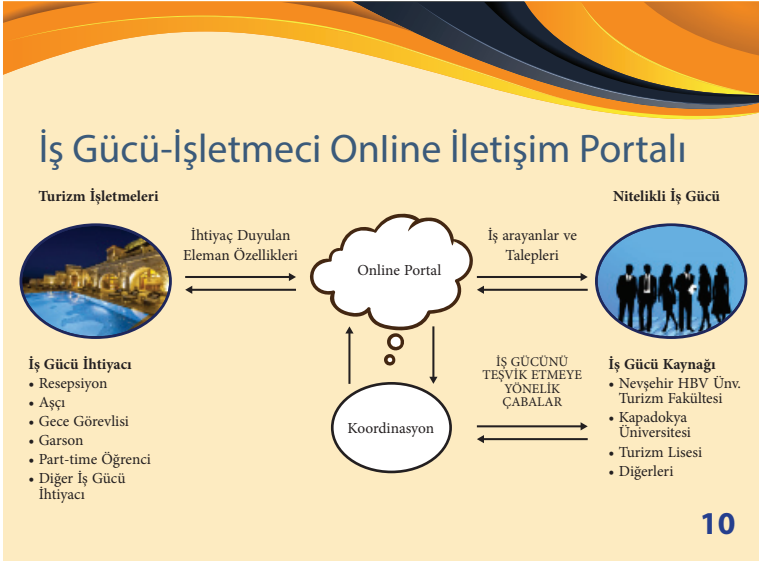 İş Gücü-İşletmeci Online İletişim Portalı
Turizm İşletmeleri
Nitelikli İş Gücü
İhtiyaç Duyulan
Eleman Özellikleri
Online Portal
İş arayanlar ve
Talepleri
İş Gücü İhtiyacı
• Resepsiyon
• Aşçı
• Gece Görevlisi
• Garson
• Part-time Öğrenci
• Diğer İş Gücü
İhtiyacı
Koordinasyon
İŞ GÜCÜNÜ
TEŞVİK ETMEYE
YÖNELİK
ÇABALAR
İş Gücü Kaynağı
• Nevşehir HBV Ünv.
Turizm Fakültesi
• Kapadokya
Üniversitesi
• Turizm Lisesi
• Diğerleri
10